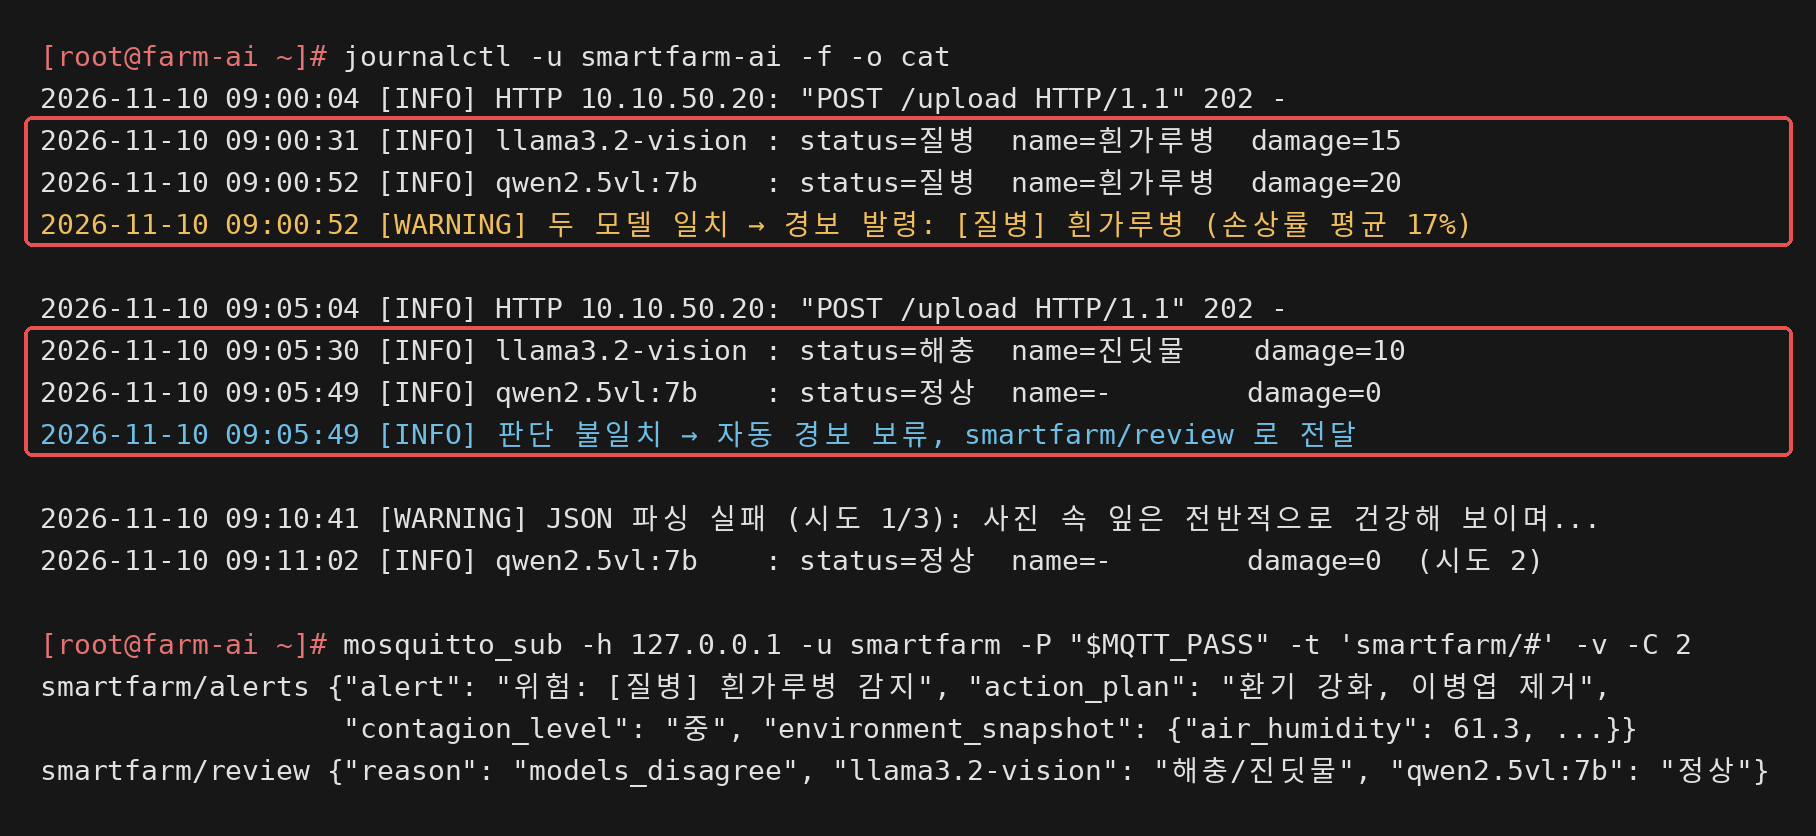 [root@farm-ai ~]# journalctl -u smartfarm-ai -f -o cat
2026-11-10 09:00:04 [INFO] HTTP 10.10.50.20: "POST /upload HTTP/1.1" 202 -
2026-11-10 09:00:31 [INFO] llama3.2-vision : status=질병  name=흰가루병  damage=15
2026-11-10 09:00:52 [INFO] qwen2.5vl:7b    : status=질병  name=흰가루병  damage=20
2026-11-10 09:00:52 [WARNING] 두 모델 일치 → 경보 발령: [질병] 흰가루병 (손상률 평균 17%)
2026-11-10 09:05:04 [INFO] HTTP 10.10.50.20: "POST /upload HTTP/1.1" 202 -
2026-11-10 09:05:30 [INFO] llama3.2-vision : status=해충  name=진딧물    damage=10
2026-11-10 09:05:49 [INFO] qwen2.5vl:7b    : status=정상  name=-        damage=0
2026-11-10 09:05:49 [INFO] 판단 불일치 → 자동 경보 보류, smartfarm/review 로 전달
2026-11-10 09:10:41 [WARNING] JSON 파싱 실패 (시도 1/3): 사진 속 잎은 전반적으로 건강해 보이며...
2026-11-10 09:11:02 [INFO] qwen2.5vl:7b    : status=정상  name=-        damage=0  (시도 2)
[root@farm-ai ~]# mosquitto_sub -h 127.0.0.1 -u smartfarm -P "$MQTT_PASS" -t 'smartfarm/#' -v -C 2
smartfarm/alerts {"alert": "위험: [질병] 흰가루병 감지", "action_plan": "환기 강화, 이병엽 제거",
"contagion_level": "중", "environment_snapshot": {"air_humidity": 61.3, ...}}
smartfarm/review {"reason": "models_disagree", "llama3.2-vision": "해충/진딧물", "qwen2.5vl:7b": "정상"}